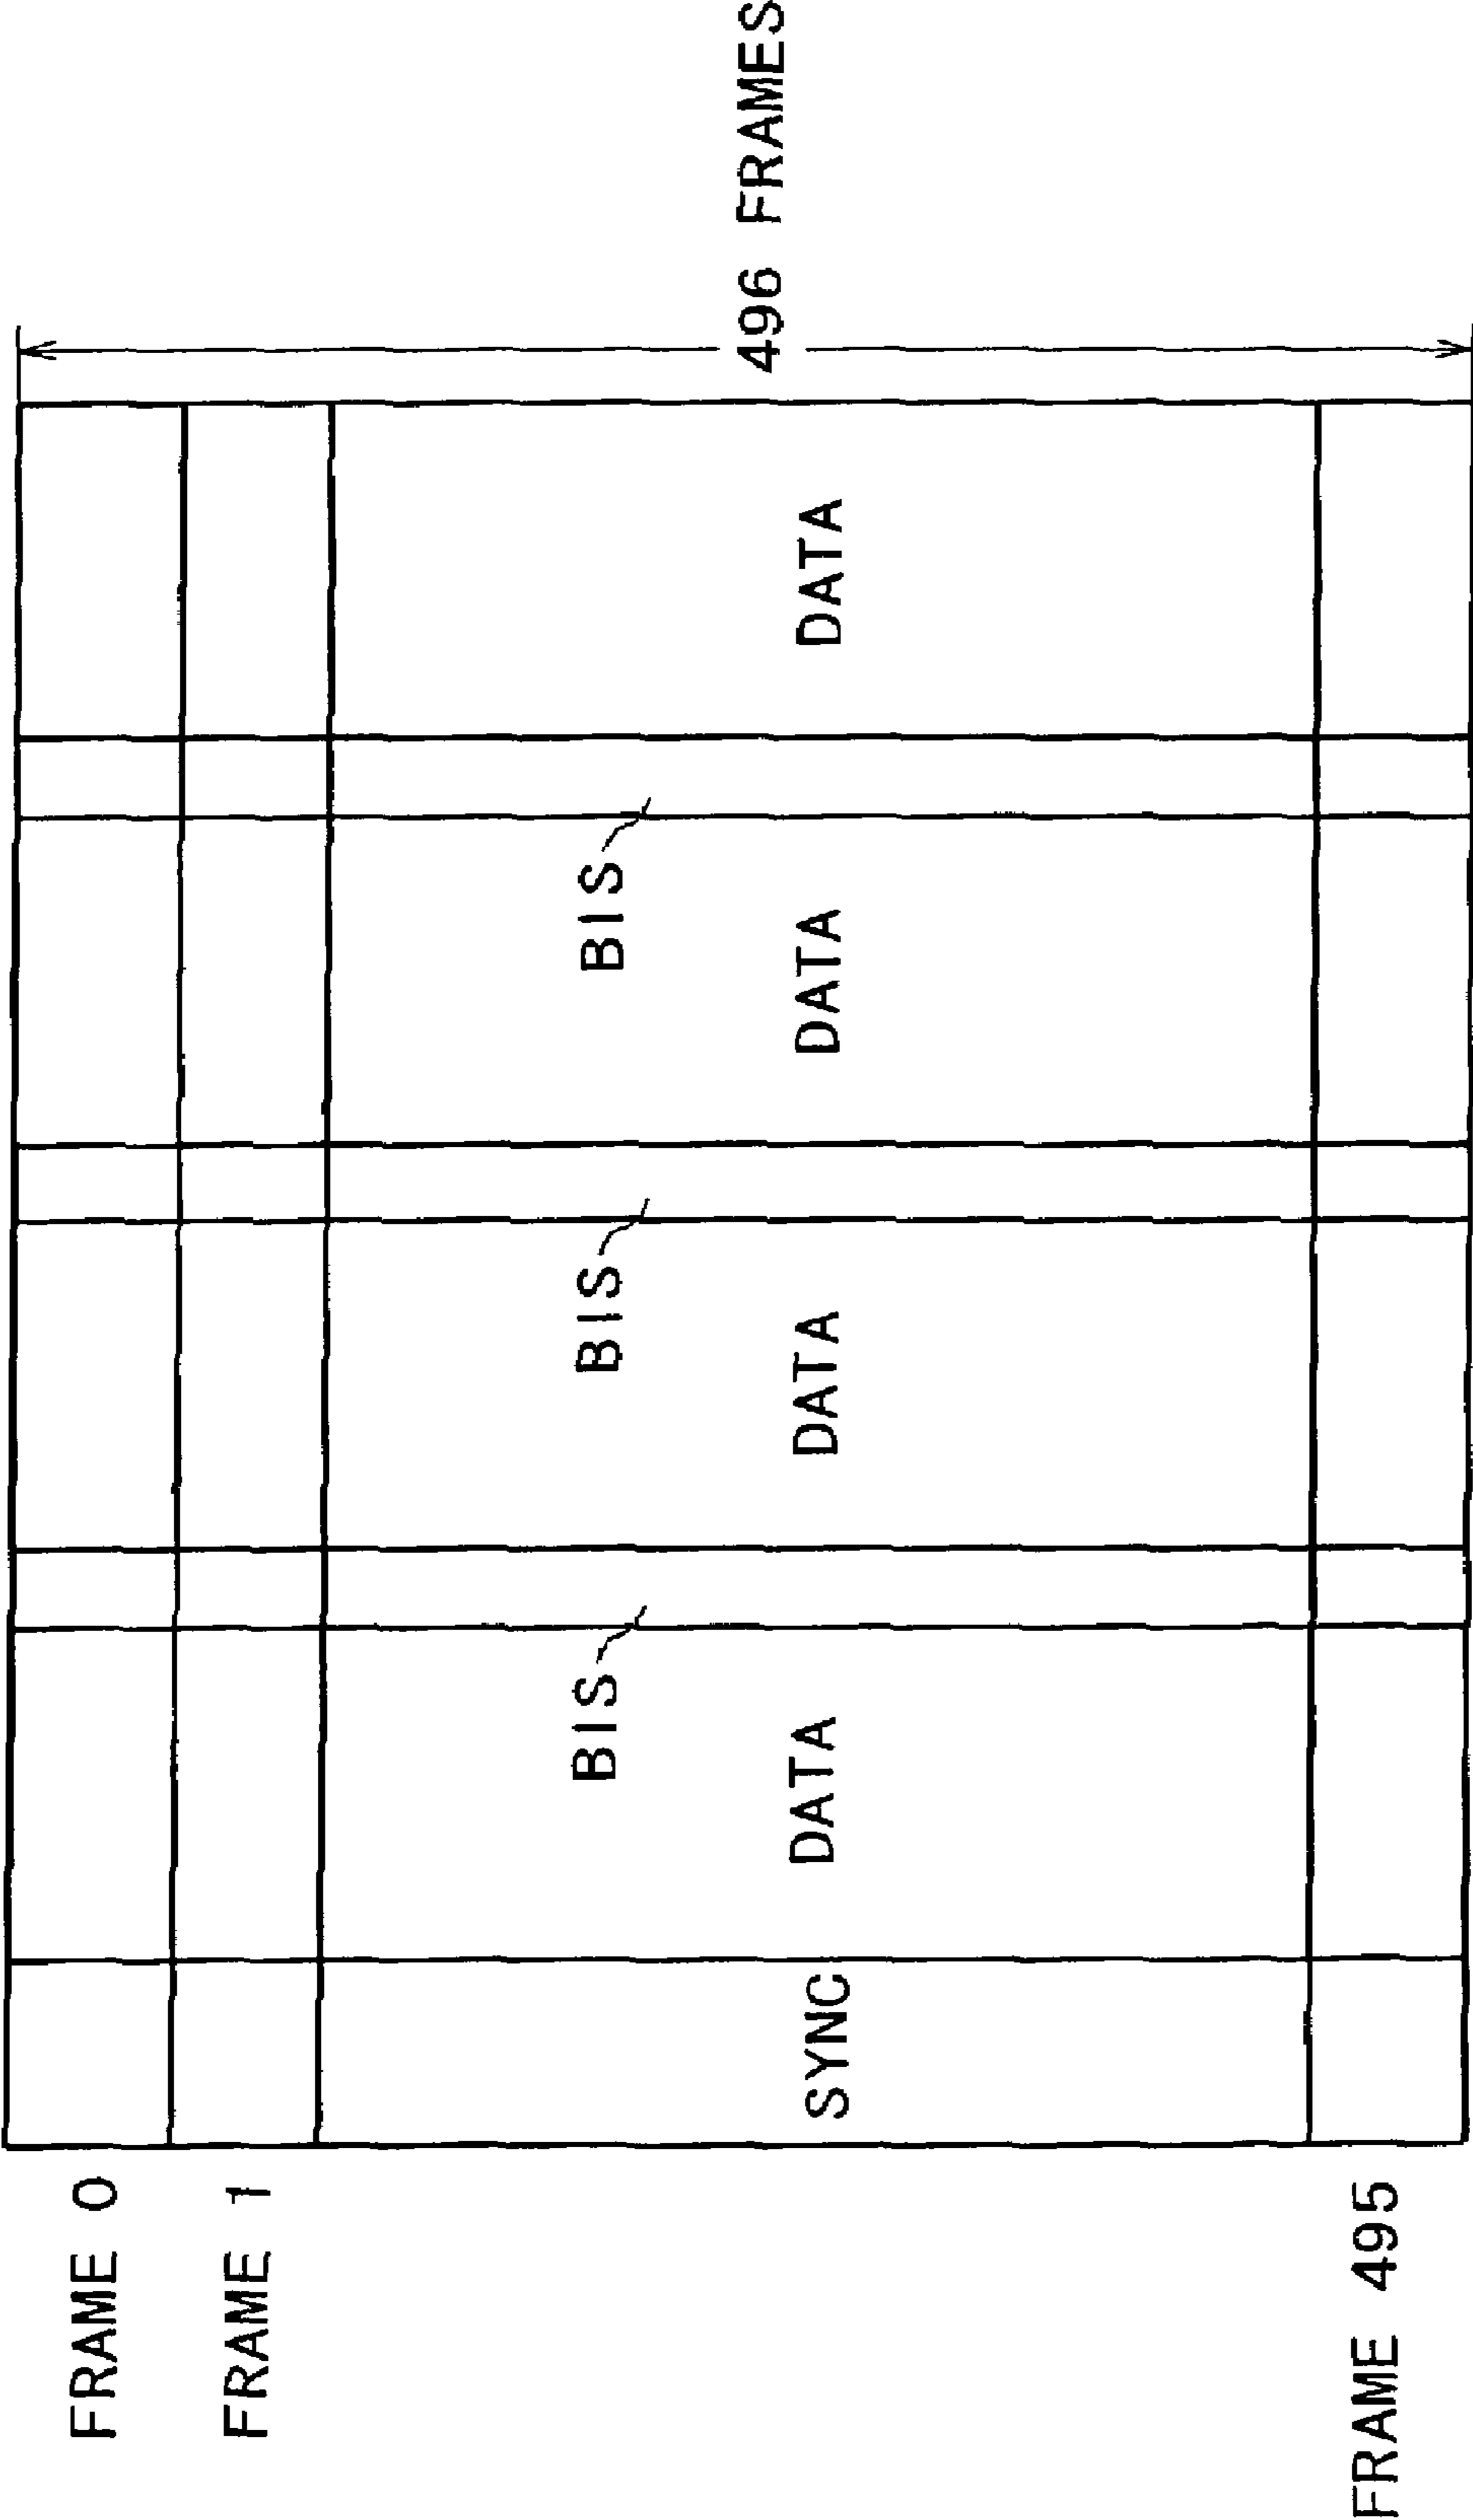 FRAME 0
FRAME 1
BIS BIS BIS
SYNC DATA DATA DATA DATA
496 FRAMES
FRAME 495